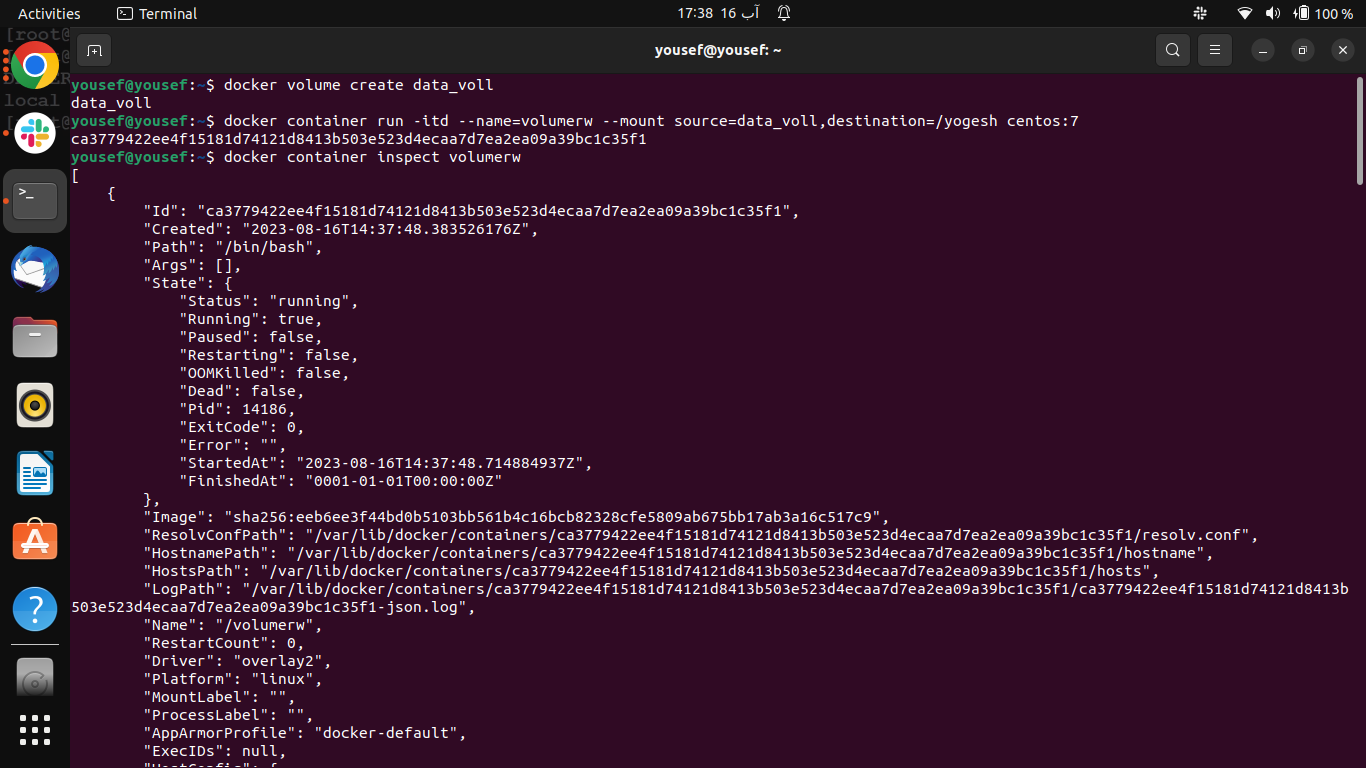 Activities
Terminal
17:38 16 آب
100 %
[root@
local
yousef@yousef: ~
yousef@yousef:~$ docker volume create data_voll
data_voll
yousef@yousef:~$ docker container run -itd --name=volumerw --mount source=data_voll,destination=/yogesh centos:7
ca3779422ee4f15181d74121d8413b503e523d4ecaa7d7ea2ea09a39bc1c35f1
yousef@yousef:~$ docker container inspect volumerw
[
    {
        "Id": "ca3779422ee4f15181d74121d8413b503e523d4ecaa7d7ea2ea09a39bc1c35f1",
        "Created": "2023-08-16T14:37:48.383526176Z",
        "Path": "/bin/bash",
        "Args": [],
        "State": {
            "Status": "running",
            "Running": true,
            "Paused": false,
            "Restarting": false,
            "OOMKilled": false,
            "Dead": false,
            "Pid": 14186,
            "ExitCode": 0,
            "Error": "",
            "StartedAt": "2023-08-16T14:37:48.714884937Z",
            "FinishedAt": "0001-01-01T00:00:00Z"
        },
        "Image": "sha256:eeb6ee3f44bd0b5103bb561b4c16bcb82328cfe5809ab675bb17ab3a16c517c9",
        "ResolvConfPath": "/var/lib/docker/containers/ca3779422ee4f15181d74121d8413b503e523d4ecaa7d7ea2ea09a39bc1c35f1/resolv.conf",
        "HostnamePath": "/var/lib/docker/containers/ca3779422ee4f15181d74121d8413b503e523d4ecaa7d7ea2ea09a39bc1c35f1/hostname",
        "HostsPath": "/var/lib/docker/containers/ca3779422ee4f15181d74121d8413b503e523d4ecaa7d7ea2ea09a39bc1c35f1/hosts",
        "LogPath": "/var/lib/docker/containers/ca3779422ee4f15181d74121d8413b503e523d4ecaa7d7ea2ea09a39bc1c35f1/ca3779422ee4f15181d74121d8413b
503e523d4ecaa7d7ea2ea09a39bc1c35f1-json.log",
        "Name": "/volumerw",
        "RestartCount": 0,
        "Driver": "overlay2",
        "Platform": "linux",
        "MountLabel": "",
        "ProcessLabel": "",
        "AppArmorProfile": "docker-default",
        "ExecIDs": null,
        "HostConfig": {